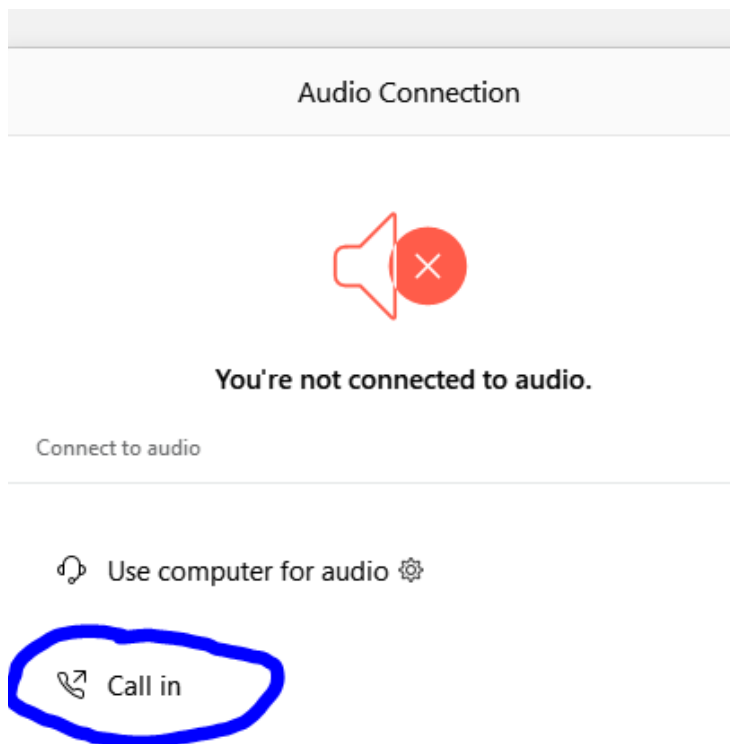 Audio Connection
You're not connected to audio.
Connect to audio
Use computer for audio
Call in